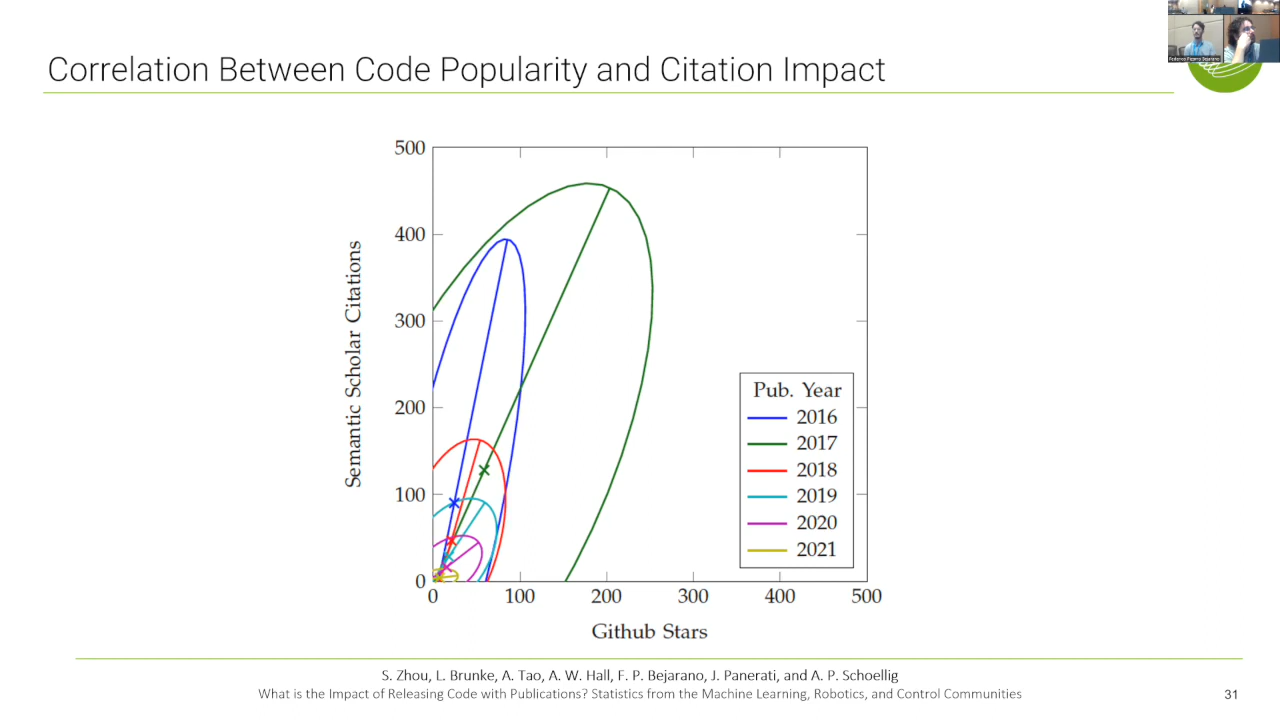 Correlation Between Code Popularity and Citation Impact
Federico Pizarro Bejarano
500
400
300
200
100
0
Semantic Scholar Citations
Pub. Year
2016
2017
2018
2019
2020
2021
0 100 200 300 400 500
Github Stars
S. Zhou, L. Brunke, A. Tao, A. W. Hall, F. P. Bejarano, J. Panerati, and A. P. Schoellig
What is the Impact of Releasing Code with Publications? Statistics from the Machine Learning, Robotics, and Control Communities
31